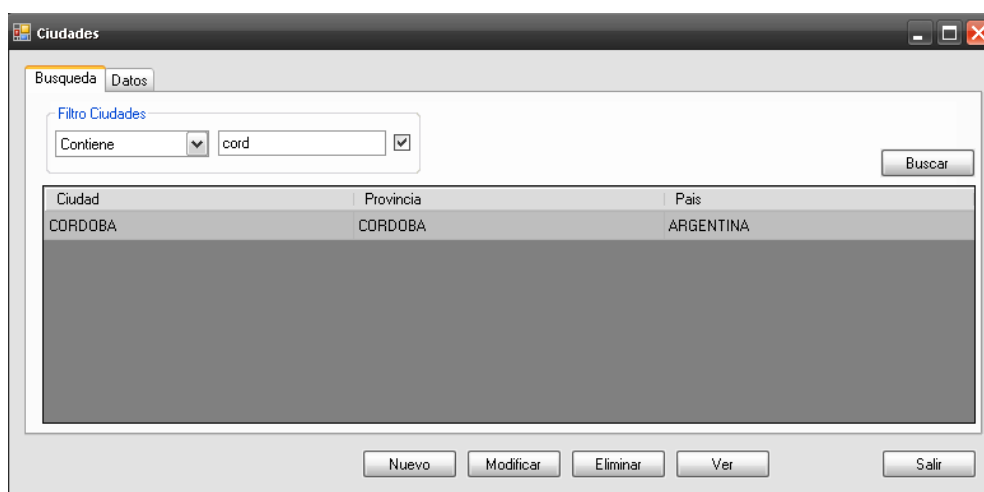 Ciudades
Busqueda Datos
Filtro Ciudades
Contiene cord
Buscar
Ciudad Provincia Pais
CORDOBA CORDOBA ARGENTINA
Nuevo Modificar Eliminar Ver Salir